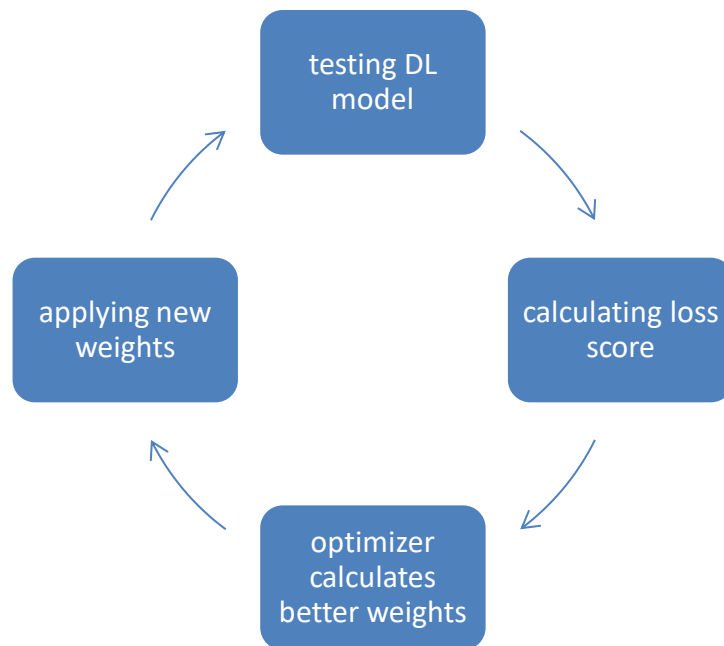 testing DL
model
applying new
weights
calculating loss
score
optimizer
calculates
better weights